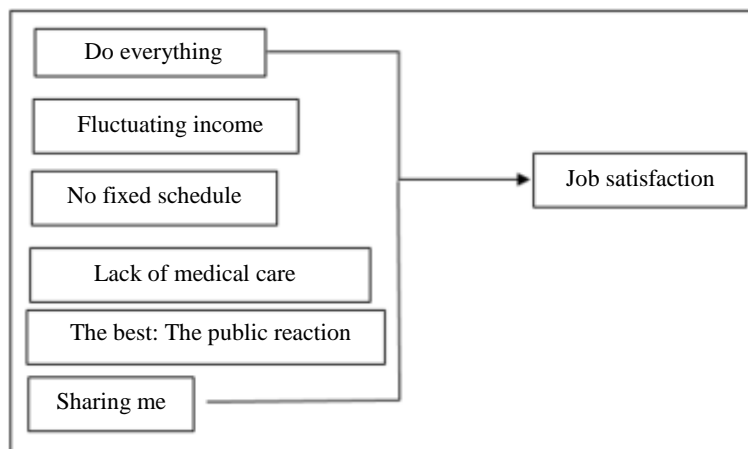 Do everything
Fluctuating income
No fixed schedule
Job satisfaction
Lack of medical care
The best: The public reaction
Sharing me